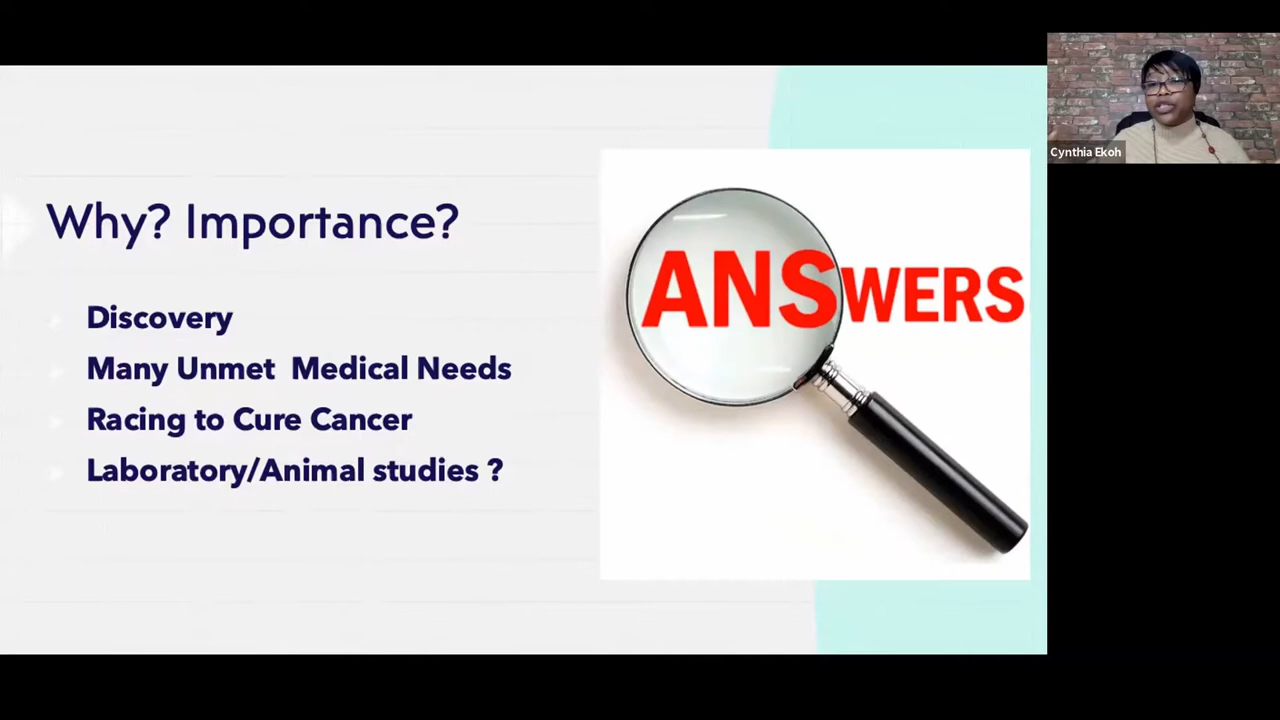 Why? Importance?
Discovery
Many Unmet  Medical Needs
Racing to Cure Cancer
Laboratory/Animal studies ?
ANSWERS
Cynthia Ekoh